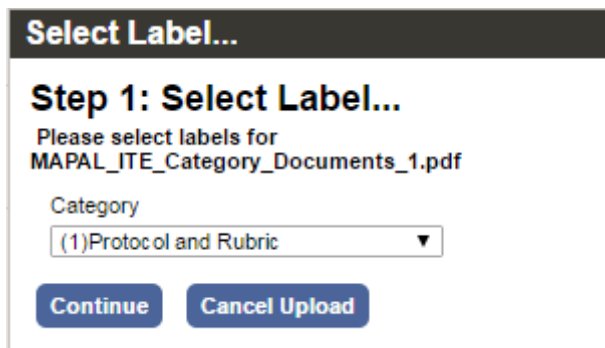 Select Label...
Step 1: Select Label...
Please select labels for
MAPAL_ITE_Category_Documents_1.pdf
Category
(1)Protocol and Rubric
Continue Cancel Upload